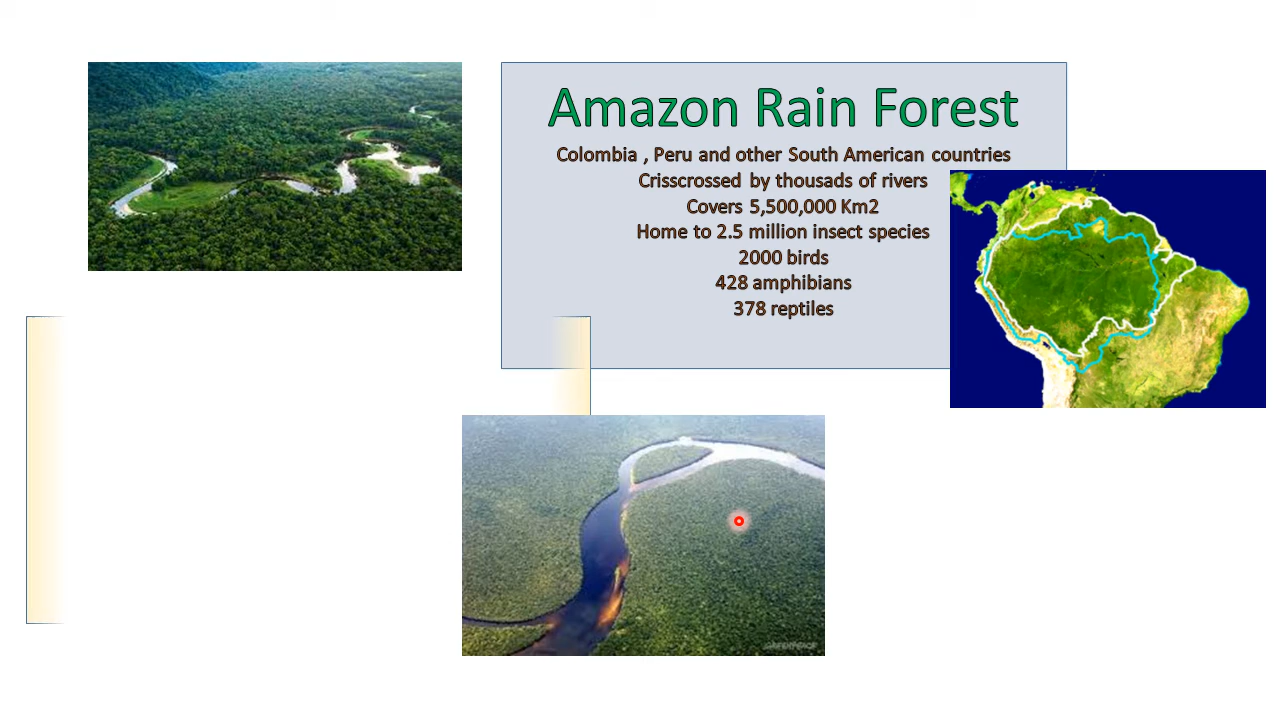 Amazon Rain Forest
Colombia , Peru and other South American countries
Crisscrossed by thousads of rivers
Covers 5,500,000 Km2
Home to 2.5 million insect species
2000 birds
428 amphibians
378 reptiles
GREENPEACE